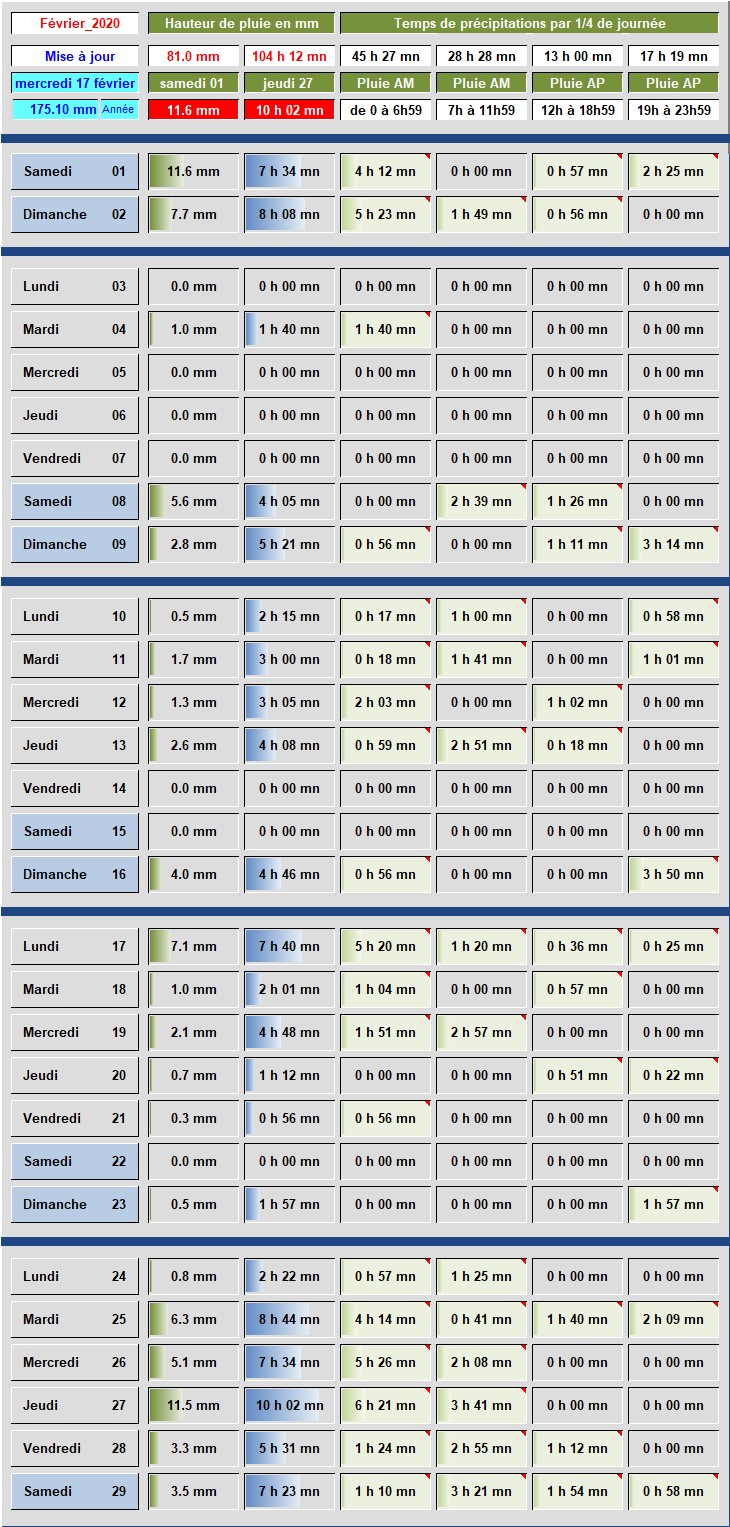 Février_2020 Hauteur de pluie en mm Temps de précipitations par 1/4 de journée
Mise à jour 81.0 mm 104 h 12 mn 45 h 27 mn 28 h 28 mn 13 h 00 mn 17 h 19 mn
mercredi 17 février samedi 01 jeudi 27 Pluie AM Pluie AM Pluie AP Pluie AP
175.10 mm Année 11.6 mm 10 h 02 mn de 0 à 6h59 7h à 11h59 12h à 18h59 19h à 23h59
Samedi 01 11.6 mm 7 h 34 mn 4 h 12 mn 0 h 00 mn 0 h 57 mn 2 h 25 mn
Dimanche 02 7.7 mm 8 h 08 mn 5 h 23 mn 1 h 49 mn 0 h 56 mn 0 h 00 mn
Lundi 03 0.0 mm 0 h 00 mn 0 h 00 mn 0 h 00 mn 0 h 00 mn 0 h 00 mn
Mardi 04 1.0 mm 1 h 40 mn 1 h 40 mn 0 h 00 mn 0 h 00 mn 0 h 00 mn
Mercredi 05 0.0 mm 0 h 00 mn 0 h 00 mn 0 h 00 mn 0 h 00 mn 0 h 00 mn
Jeudi 06 0.0 mm 0 h 00 mn 0 h 00 mn 0 h 00 mn 0 h 00 mn 0 h 00 mn
Vendredi 07 0.0 mm 0 h 00 mn 0 h 00 mn 0 h 00 mn 0 h 00 mn 0 h 00 mn
Samedi 08 5.6 mm 4 h 05 mn 0 h 00 mn 2 h 39 mn 1 h 26 mn 0 h 00 mn
Dimanche 09 2.8 mm 5 h 21 mn 0 h 56 mn 0 h 00 mn 1 h 11 mn 3 h 14 mn
Lundi 10 0.5 mm 2 h 15 mn 0 h 17 mn 1 h 00 mn 0 h 00 mn 0 h 58 mn
Mardi 11 1.7 mm 3 h 00 mn 0 h 18 mn 1 h 41 mn 0 h 00 mn 1 h 01 mn
Mercredi 12 1.3 mm 3 h 05 mn 2 h 03 mn 0 h 00 mn 1 h 02 mn 0 h 00 mn
Jeudi 13 2.6 mm 4 h 08 mn 0 h 59 mn 2 h 51 mn 0 h 18 mn 0 h 00 mn
Vendredi 14 0.0 mm 0 h 00 mn 0 h 00 mn 0 h 00 mn 0 h 00 mn 0 h 00 mn
Samedi 15 0.0 mm 0 h 00 mn 0 h 00 mn 0 h 00 mn 0 h 00 mn 0 h 00 mn
Dimanche 16 4.0 mm 4 h 46 mn 0 h 56 mn 0 h 00 mn 0 h 00 mn 3 h 50 mn
Lundi 17 7.1 mm 7 h 40 mn 5 h 20 mn 1 h 20 mn 0 h 36 mn 0 h 25 mn
Mardi 18 1.0 mm 2 h 01 mn 1 h 04 mn 0 h 00 mn 0 h 57 mn 0 h 00 mn
Mercredi 19 2.1 mm 4 h 48 mn 1 h 51 mn 2 h 57 mn 0 h 00 mn 0 h 00 mn
Jeudi 20 0.7 mm 1 h 12 mn 0 h 00 mn 0 h 00 mn 0 h 51 mn 0 h 22 mn
Vendredi 21 0.3 mm 0 h 56 mn 0 h 56 mn 0 h 00 mn 0 h 00 mn 0 h 00 mn
Samedi 22 0.0 mm 0 h 00 mn 0 h 00 mn 0 h 00 mn 0 h 00 mn 0 h 00 mn
Dimanche 23 0.5 mm 1 h 57 mn 0 h 00 mn 0 h 00 mn 0 h 00 mn 1 h 57 mn
Lundi 24 0.8 mm 2 h 22 mn 0 h 57 mn 1 h 25 mn 0 h 00 mn 0 h 00 mn
Mardi 25 6.3 mm 8 h 44 mn 4 h 14 mn 0 h 41 mn 1 h 40 mn 2 h 09 mn
Mercredi 26 5.1 mm 7 h 34 mn 5 h 26 mn 2 h 08 mn 0 h 00 mn 0 h 00 mn
Jeudi 27 11.5 mm 10 h 02 mn 6 h 21 mn 3 h 41 mn 0 h 00 mn 0 h 00 mn
Vendredi 28 3.3 mm 5 h 31 mn 1 h 24 mn 2 h 55 mn 1 h 12 mn 0 h 00 mn
Samedi 29 3.5 mm 7 h 23 mn 1 h 10 mn 3 h 21 mn 1 h 54 mn 0 h 58 mn